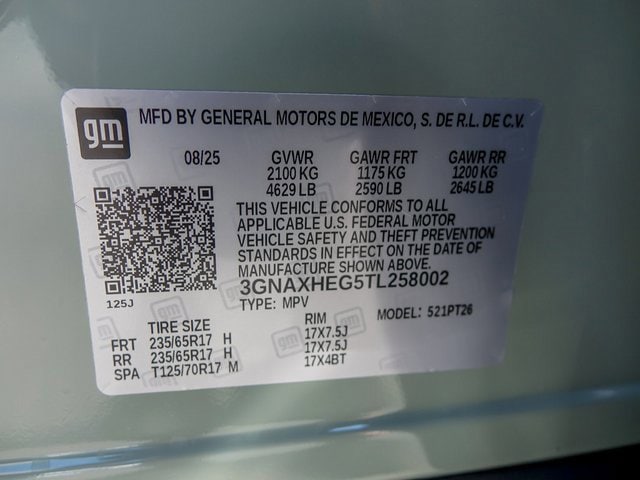 gm
MFD BY GENERAL MOTORS DE MEXICO, S. DE R.L. DE C.V.
08/25 GVWR GAWR FRT GAWR RR
2100 KG 1175 KG 1200 KG
4629 LB 2590 LB 2645 LB
THIS VEHICLE CONFORMS TO ALL
APPLICABLE U.S. FEDERAL MOTOR
VEHICLE SAFETY AND THEFT PREVENTION
STANDARDS IN EFFECT ON THE DATE OF
MANUFACTURE SHOWN ABOVE.
125J
3GNAXHEG5TL258002
TYPE: MPV MODEL: 521PT26
TIRE SIZE RIM
FRT 235/65R17 H 17X7.5J
RR 235/65R17 H 17X7.5J
SPA T125/70R17 M 17X4BT